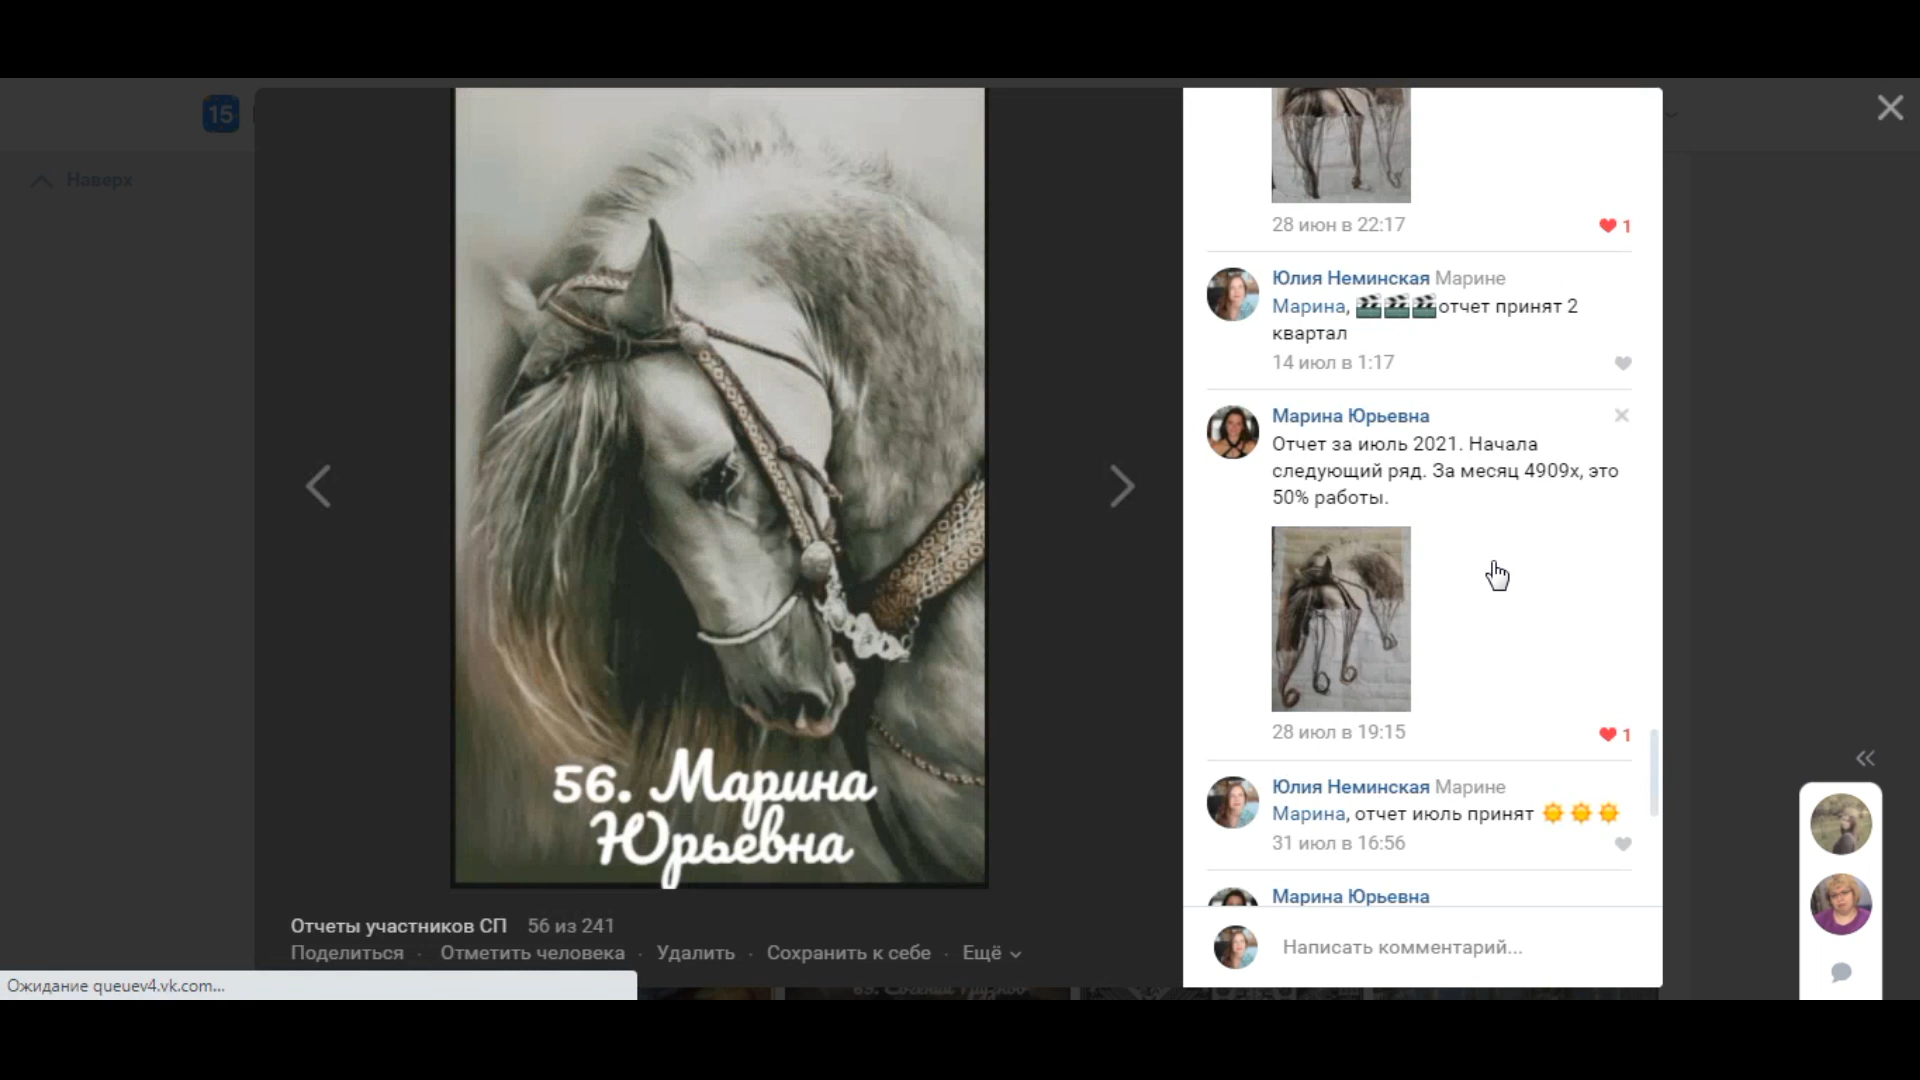 15
Наверх
56. Марина
Юрьевна
Отчеты участников СП 56 из 241
Поделиться · Отметить человека · Удалить · Сохранить к себе · Ещё
Ожидание queuev4.vk.com...
28 июн в 22:17
1
Юлия Неминская Марине
Марина, отчет принят 2
квартал
14 июл в 1:17
Марина Юрьевна
Отчет за июль 2021. Начала
следующий ряд. За месяц 4909х, это
50% работы.
28 июл в 19:15
1
Юлия Неминская Марине
Марина, отчет июль принят
31 июл в 16:56
Марина Юрьевна
Написать комментарий...